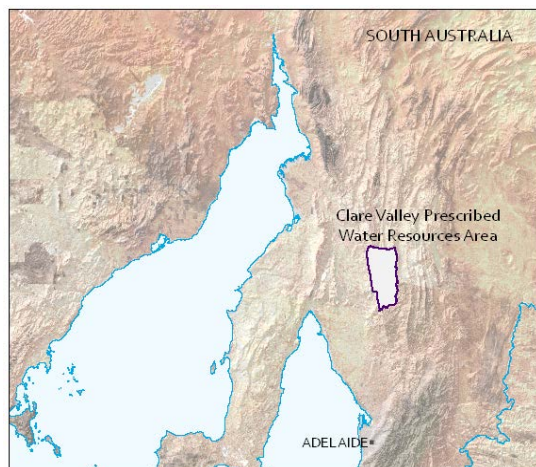 SOUTH AUSTRALIA
Clare Valley Prescribed
Water Resources Area
ADELAIDE